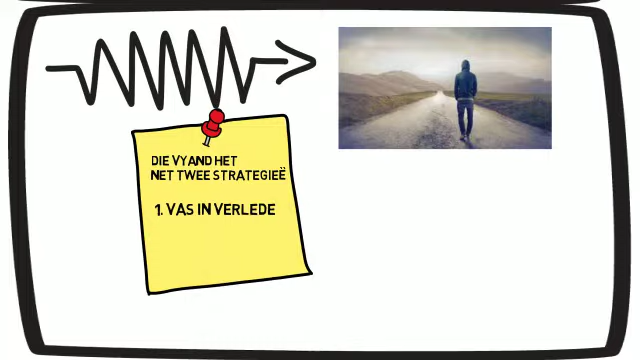 DIE VYAND HET
NET TWEE STRATEGIEË
1. VAS IN VERLEDE